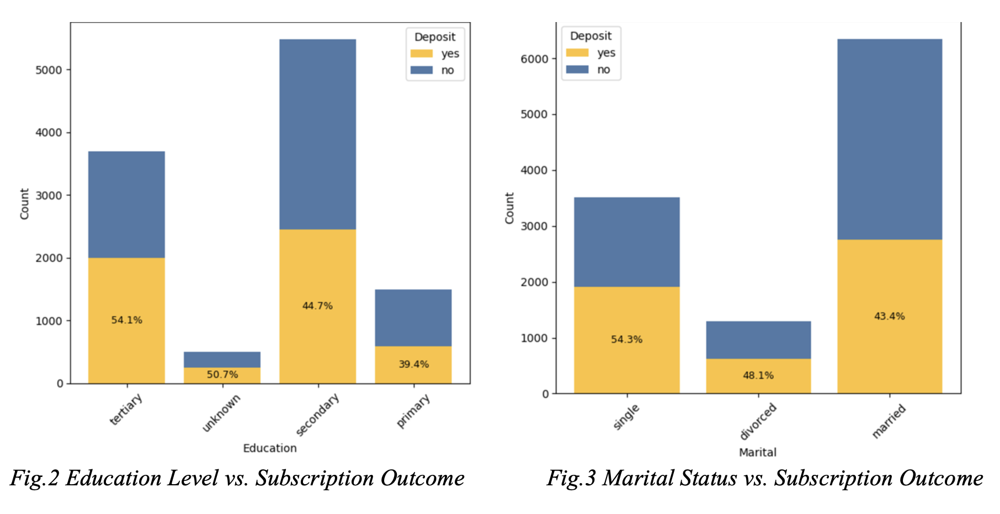 Deposit
yes
no
5000
4000
3000
2000
1000
0
Count
54.1%
50.7%
44.7%
39.4%
tertiary
unknown
secondary
primary
Education
Fig.2 Education Level vs. Subscription Outcome
Deposit
yes
no
6000
5000
4000
3000
2000
1000
0
Count
54.3%
48.1%
43.4%
single
divorced
married
Marital
Fig.3 Marital Status vs. Subscription Outcome